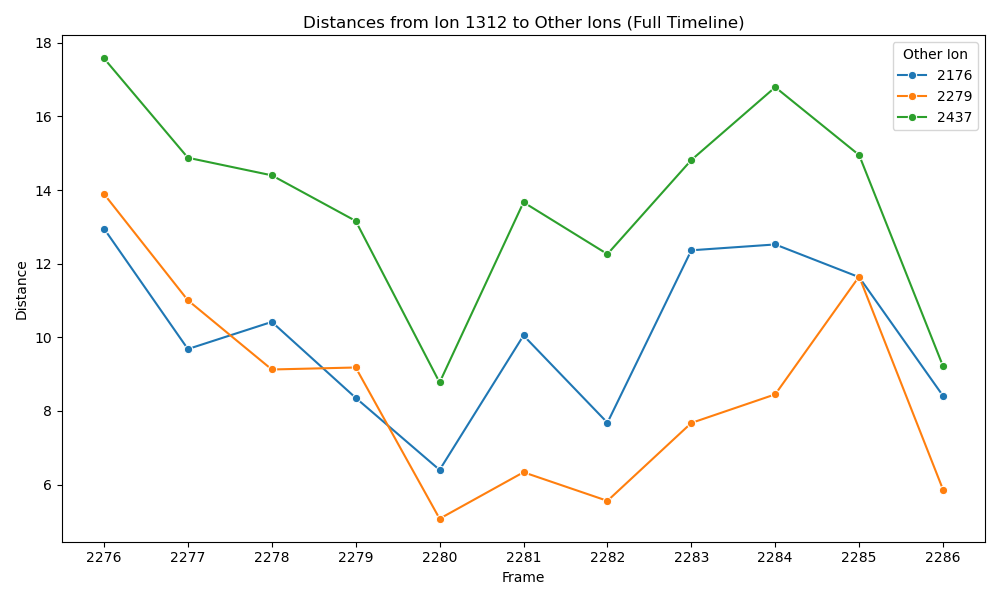 Distances from Ion 1312 to Other Ions (Full Timeline)
Other Ion
2176
2279
2437
Distance
18
16
14
12
10
8
6
2276 2277 2278 2279 2280 2281 2282 2283 2284 2285 2286
Frame